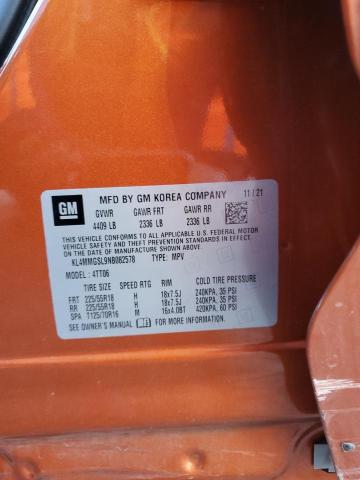 GM
MFD BY GM KOREA COMPANY 11/21
GVWR GAWR FRT GAWR RR
4409 LB 2336 LB 2336 LB
THIS VEHICLE CONFORMS TO ALL APPLICABLE U.S. FEDERAL MOTOR
VEHICLE SAFETY AND THEFT PREVENTION STANDARDS IN EFFECT
ON THE DATE OF MANUFACTURE SHOWN ABOVE.
KL4MMGSL9NB082578 TYPE: MPV
MODEL: 4TT06
TIRE SIZE SPEED RTG RIM COLD TIRE PRESSURE
FRT 225/55R18 H 18x7.5J 240KPA, 35 PSI
RR 225/55R18 H 18x7.5J 240KPA, 35 PSI
SPA T125/70R16 M 16x4.0BT 420KPA, 60 PSI
SEE OWNER'S MANUAL FOR MORE INFORMATION.